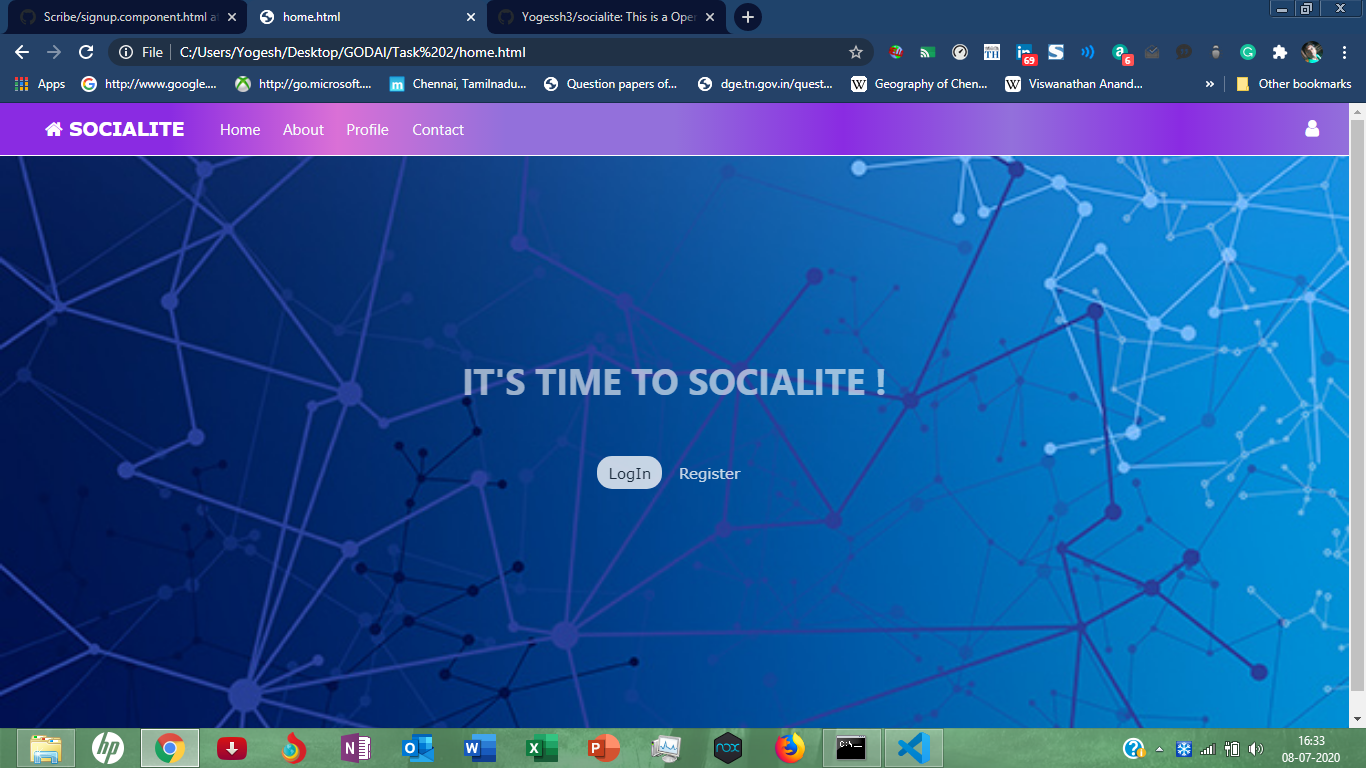 Scribe/signup.component.html at
home.html
Yogessh3/socialite: This is a Oper
File
C:/Users/Yogesh/Desktop/GODAI/Task%202/home.html
69
6
Apps
http://www.google....
http://go.microsoft....
Chennai, Tamilnadu...
Question papers of...
dge.tn.gov.in/quest...
Geography of Chen...
Viswanathan Anand...
»
Other bookmarks
SOCIALITE
Home
About
Profile
Contact
IT'S TIME TO SOCIALITE !
LogIn
Register
16:33
08-07-2020